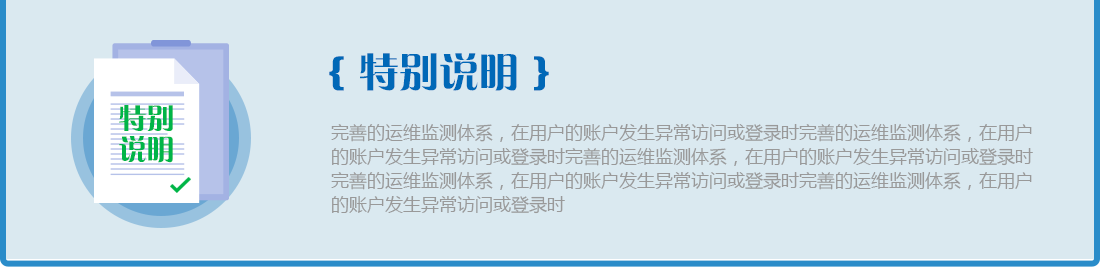 特别
说明
{ 特别说明 }
完善的运维监测体系，在用户的账户发生异常访问或登录时完善的运维监测体系，在用户
的账户发生异常访问或登录时完善的运维监测体系，在用户的账户发生异常访问或登录时
完善的运维监测体系，在用户的账户发生异常访问或登录时完善的运维监测体系，在用户
的账户发生异常访问或登录时